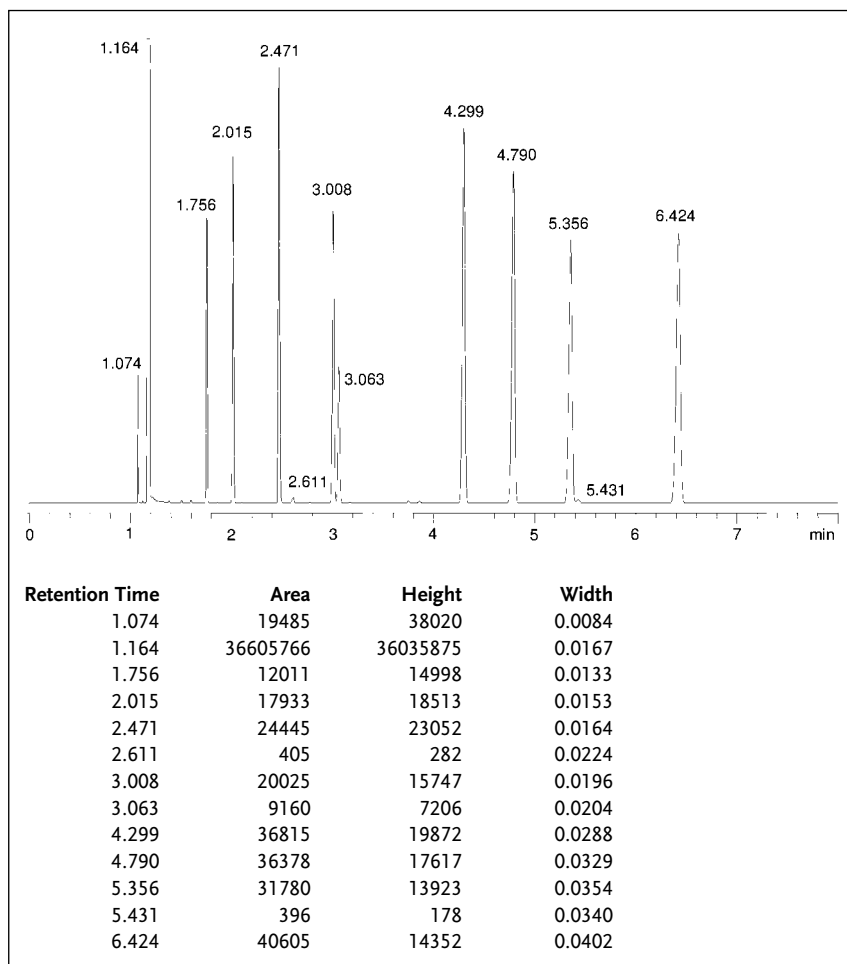 1.164
2.471
2.015
4.299
4.790
3.008
1.756
5.356
6.424
1.074
3.063
2.611
5.431
0 1 2 3 4 5 6 7 min
Retention Time Area Height Width
1.074 19485 38020 0.0084
1.164 36605766 36035875 0.0167
1.756 12011 14998 0.0133
2.015 17933 18513 0.0153
2.471 24445 23052 0.0164
2.611 405 282 0.0224
3.008 20025 15747 0.0196
3.063 9160 7206 0.0204
4.299 36815 19872 0.0288
4.790 36378 17617 0.0329
5.356 31780 13923 0.0354
5.431 396 178 0.0340
6.424 40605 14352 0.0402